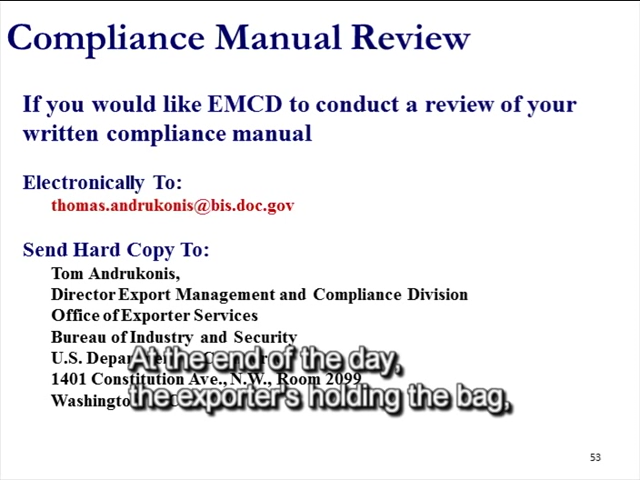 Compliance Manual Review
If you would like EMCD to conduct a review of your
written compliance manual
Electronically To:
thomas.andrukonis@bis.doc.gov
Send Hard Copy To:
Tom Andrukonis,
Director Export Management and Compliance Division
Office of Exporter Services
Bureau of Industry and Security
U.S.
1401 Constitution Ave., N.W., Room 2099
At the end of the day,
the exporter's holding the bag,
53